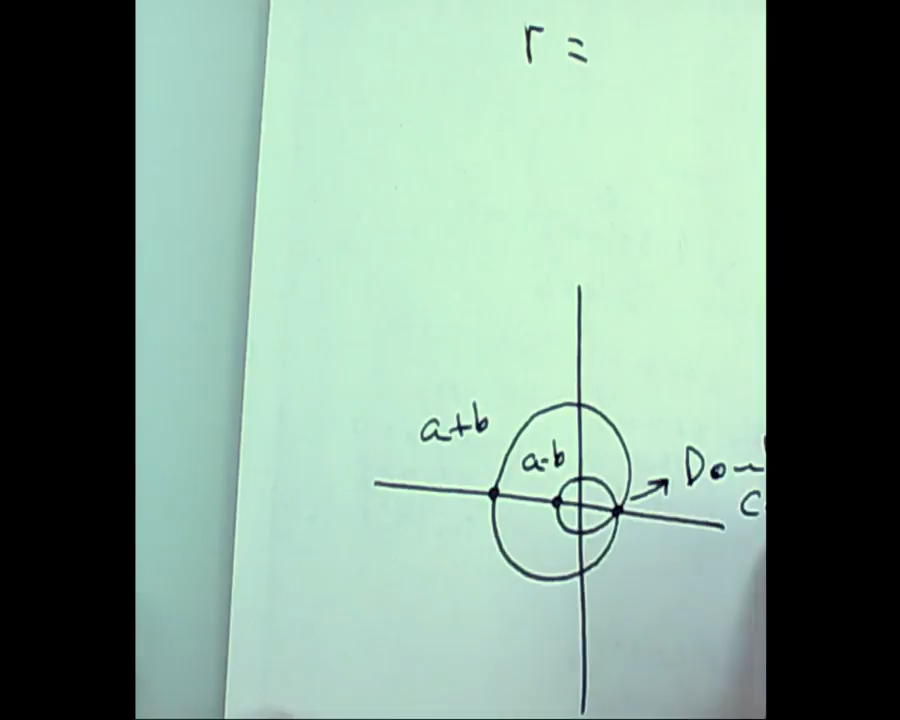 r =
a+b
a-b